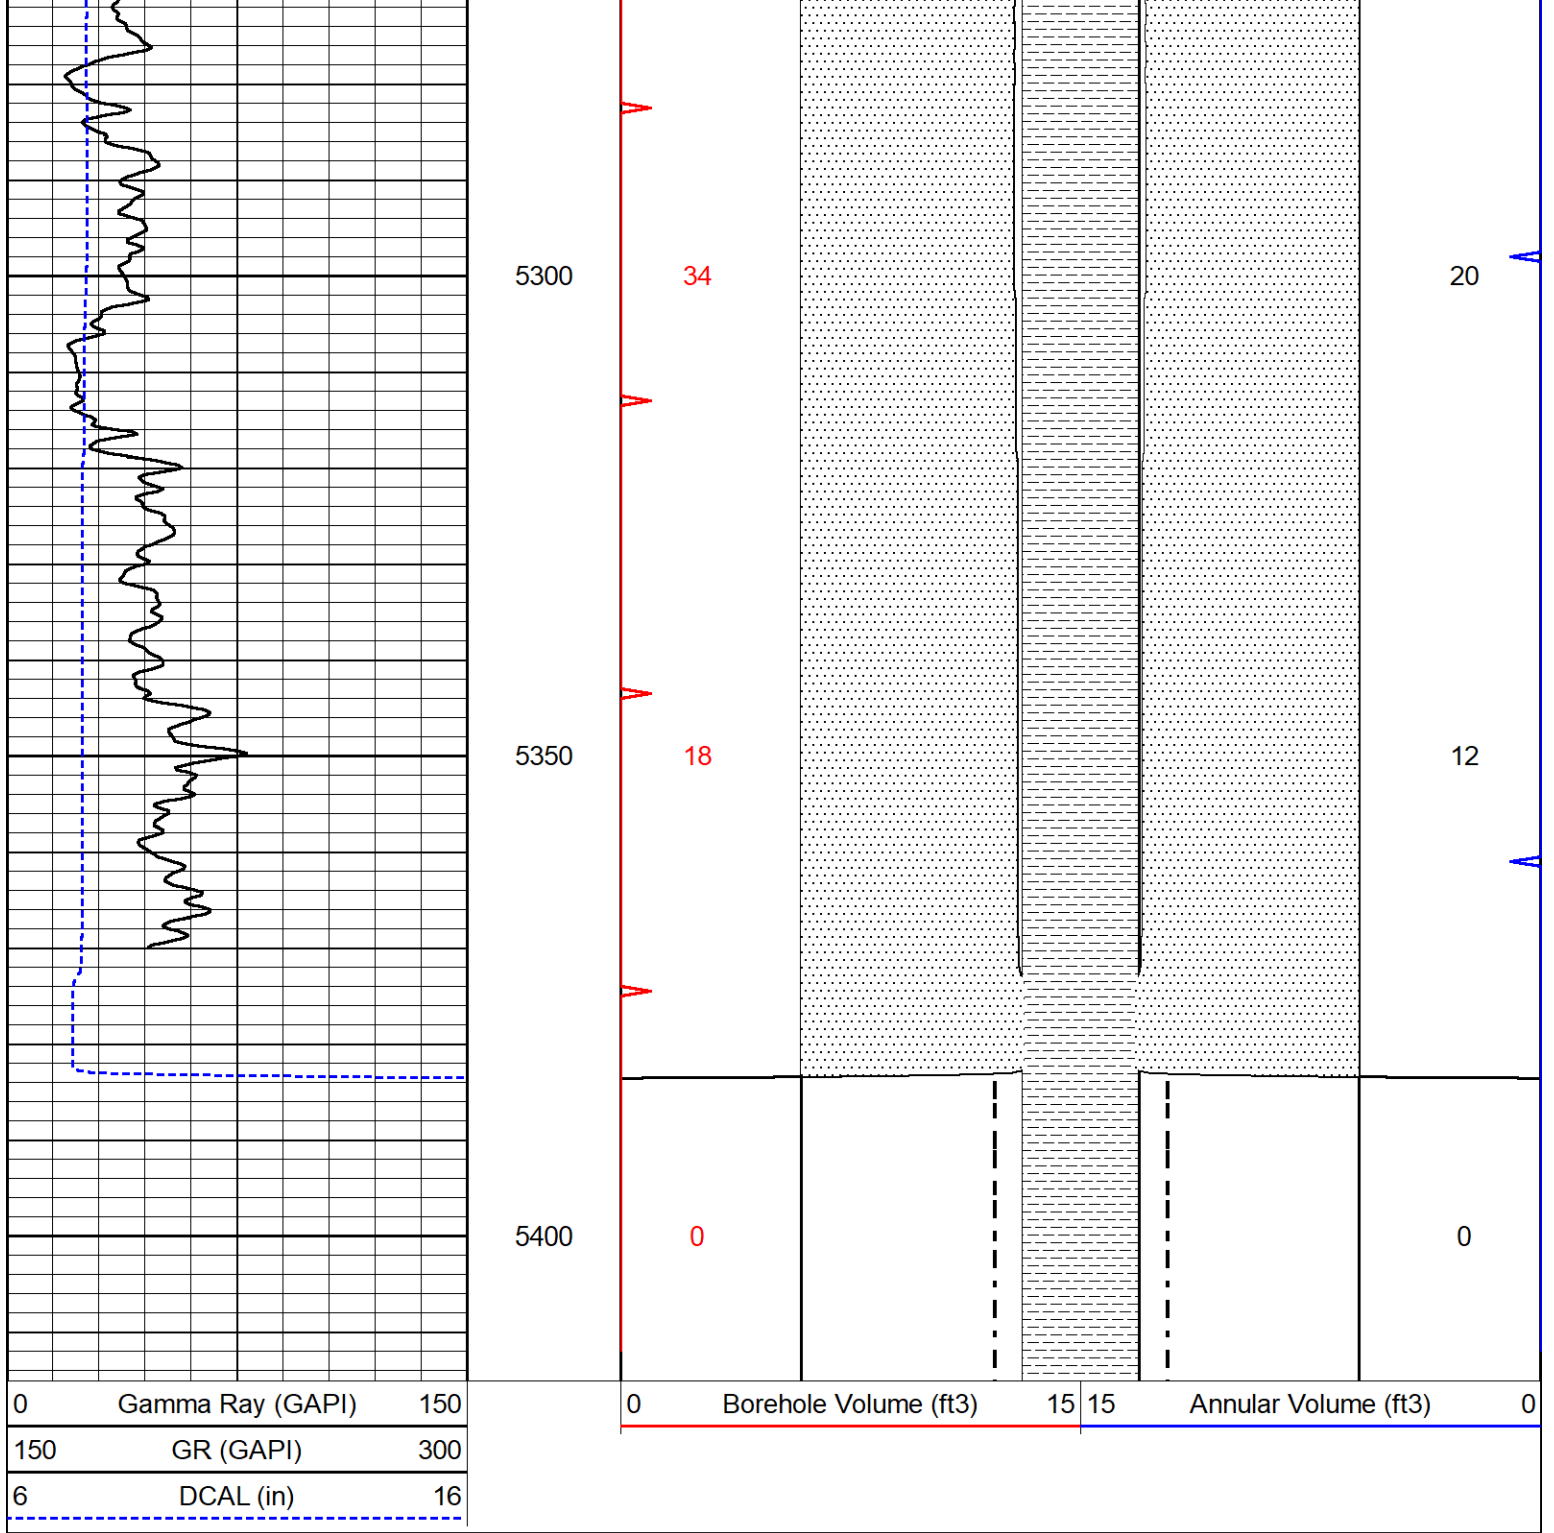 5300 34 20
5350 18 12
5400 0 0
0 Gamma Ray (GAPI) 150 0 Borehole Volume (ft3) 15 15 Annular Volume (ft3) 0
150 GR (GAPI) 300
6 DCAL (in) 16